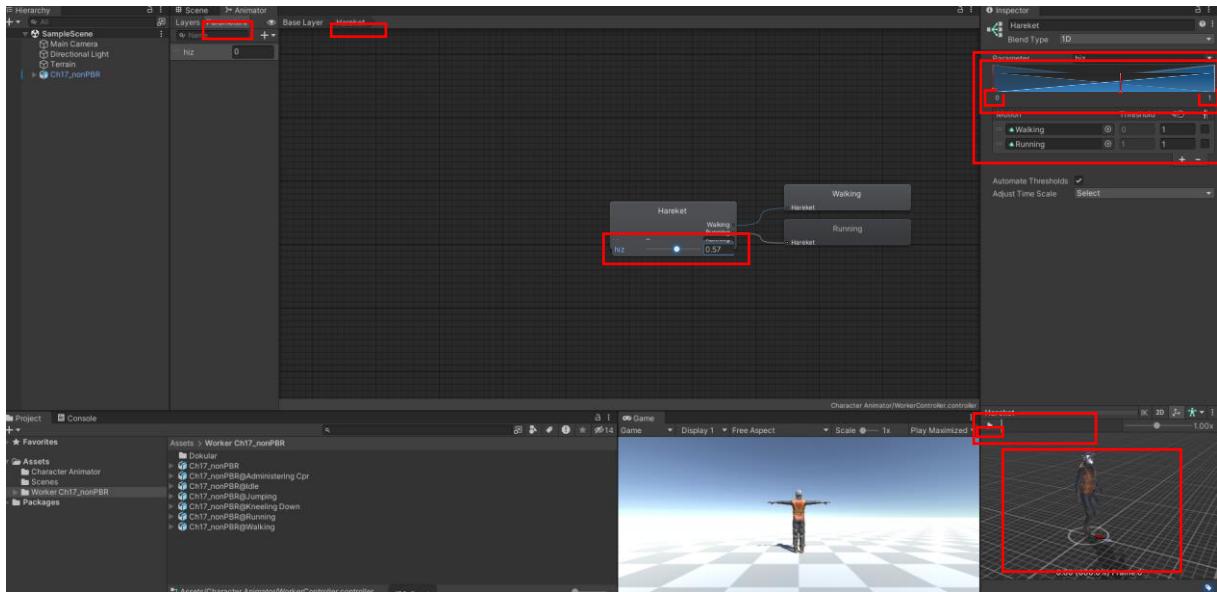 Hierarchy
All
SampleScene
Main Camera
Directional Light
Terrain
Ch17_nonPBR
Scene
Animator
Layers
Parameters
Name
hiz
0
Base Layer
Hareket
Hareket
Walking
Running
hiz
0.57
Walking
Hareket
Running
Hareket
Character Animator/WorkerController.controller
Inspector
Hareket
Blend Type
1D
Parameter
hiz
0
1
Motion
Threshold
Walking
0
1
Running
1
1
Automate Thresholds
Adjust Time Scale
Select
Project
Console
14
Favorites
Assets
Character Animator
Scenes
Worker Ch17_nonPBR
Packages
Assets > Worker Ch17_nonPBR
Dokular
Ch17_nonPBR
Ch17_nonPBR@Administering Cpr
Ch17_nonPBR@Idle
Ch17_nonPBR@Jumping
Ch17_nonPBR@Kneeling Down
Ch17_nonPBR@Running
Ch17_nonPBR@Walking
Assets/Character Animator/WorkerController.controller
Game
Game
Display 1
Free Aspect
Scale
1x
Play Maximized
Hareket
IK
2D
1.00x